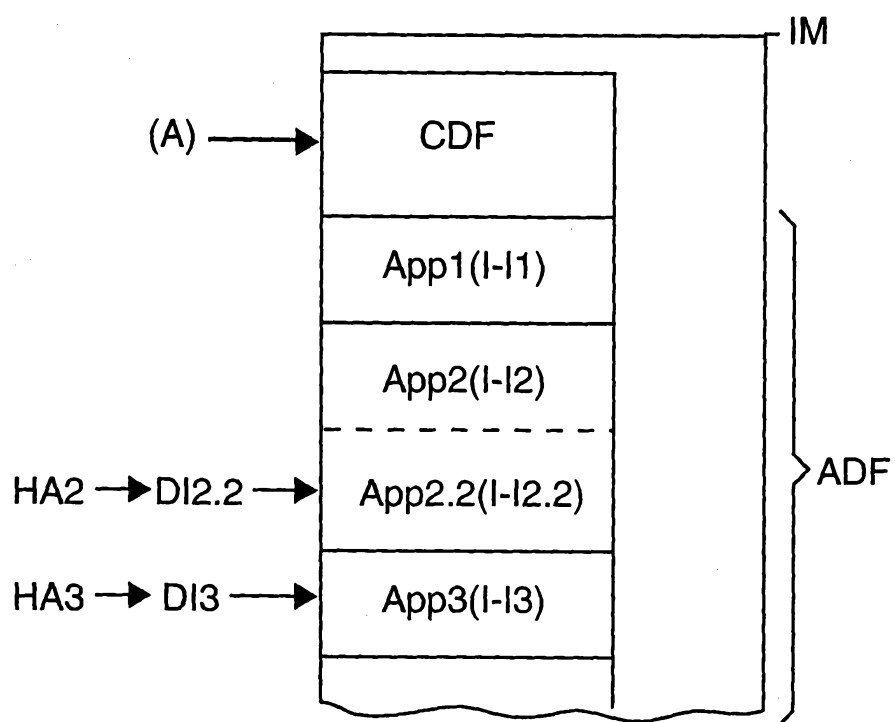 IM
(A)
CDF
App1(I-I1)
App2(I-I2)
ADF
HA2 DI2.2 App2.2(I-I2.2)
HA3 DI3 App3(I-I3)